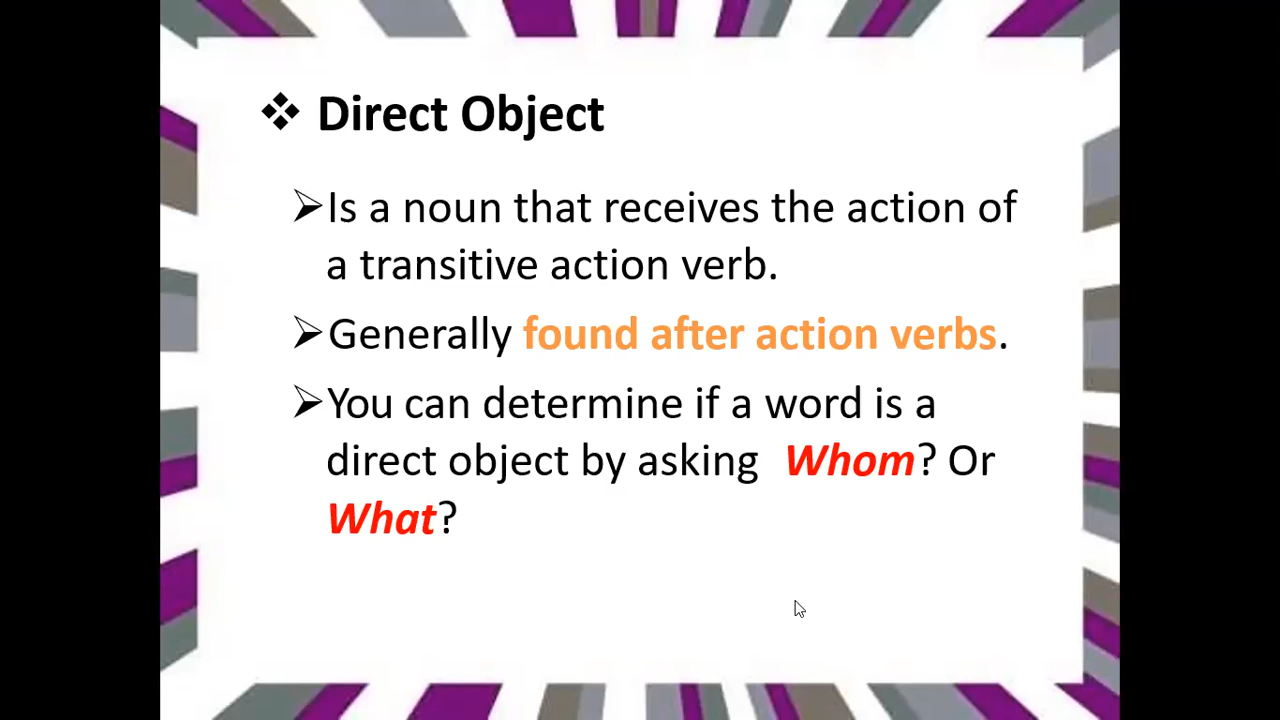 ❖ Direct Object
➢Is a noun that receives the action of
a transitive action verb.
➢Generally found after action verbs.
➢You can determine if a word is a
direct object by asking  Whom? Or
What?